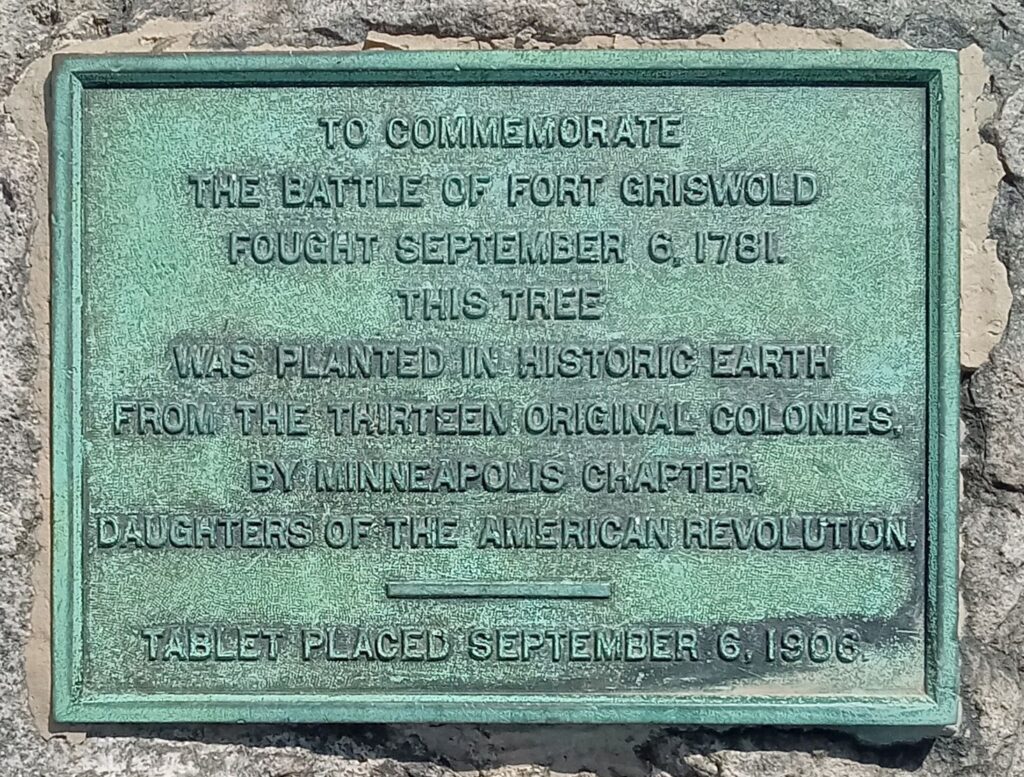 TO COMMEMORATE
THE BATTLE OF FORT GRISWOLD
FOUGHT SEPTEMBER 6, 1781.
THIS TREE
WAS PLANTED IN HISTORIC EARTH
FROM THE THIRTEEN ORIGINAL COLONIES,
BY MINNEAPOLIS CHAPTER,
DAUGHTERS OF THE AMERICAN REVOLUTION.
TABLET PLACED SEPTEMBER 6, 1906.